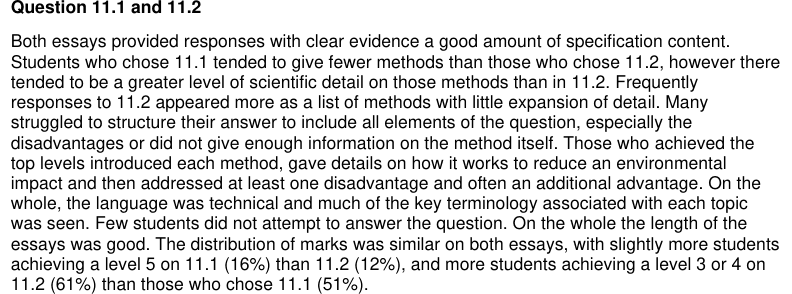 Question 11.1 and 11.2
Both essays provided responses with clear evidence a good amount of specification content.
Students who chose 11.1 tended to give fewer methods than those who chose 11.2, however there
tended to be a greater level of scientific detail on those methods than in 11.2. Frequently
responses to 11.2 appeared more as a list of methods with little expansion of detail. Many
struggled to structure their answer to include all elements of the question, especially the
disadvantages or did not give enough information on the method itself. Those who achieved the
top levels introduced each method, gave details on how it works to reduce an environmental
impact and then addressed at least one disadvantage and often an additional advantage. On the
whole, the language was technical and much of the key terminology associated with each topic
was seen. Few students did not attempt to answer the question. On the whole the length of the
essays was good. The distribution of marks was similar on both essays, with slightly more students
achieving a level 5 on 11.1 (16%) than 11.2 (12%), and more students achieving a level 3 or 4 on
11.2 (61%) than those who chose 11.1 (51%).